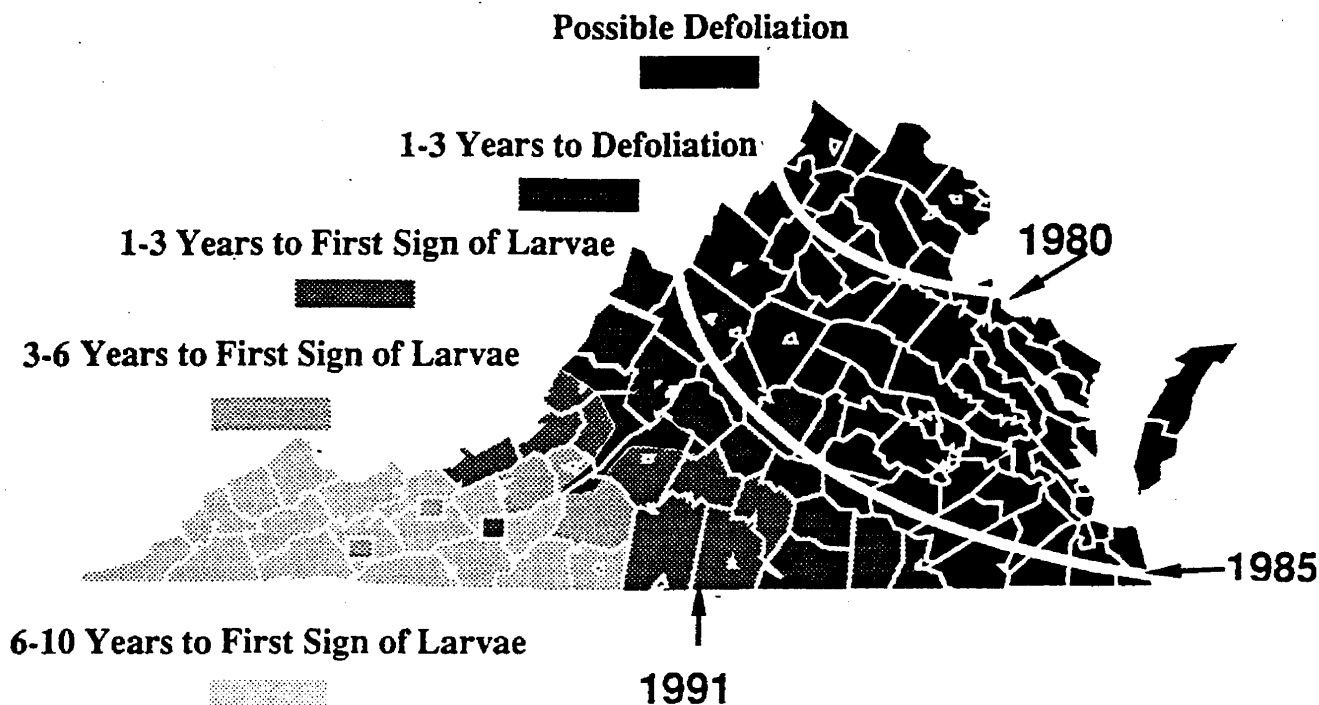 Possible Defoliation
1-3 Years to Defoliation
1-3 Years to First Sign of Larvae
1980
3-6 Years to First Sign of Larvae
1985
6-10 Years to First Sign of Larvae
1991